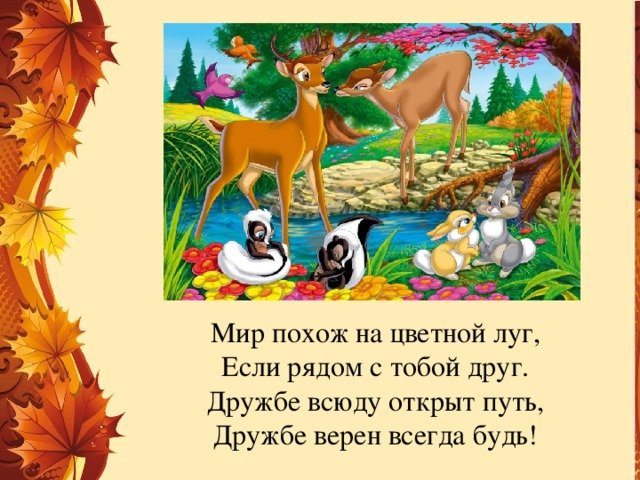 Мир похож на цветной луг,
Если рядом с тобой друг.
Дружбе всюду открыт путь,
Дружбе верен всегда будь!